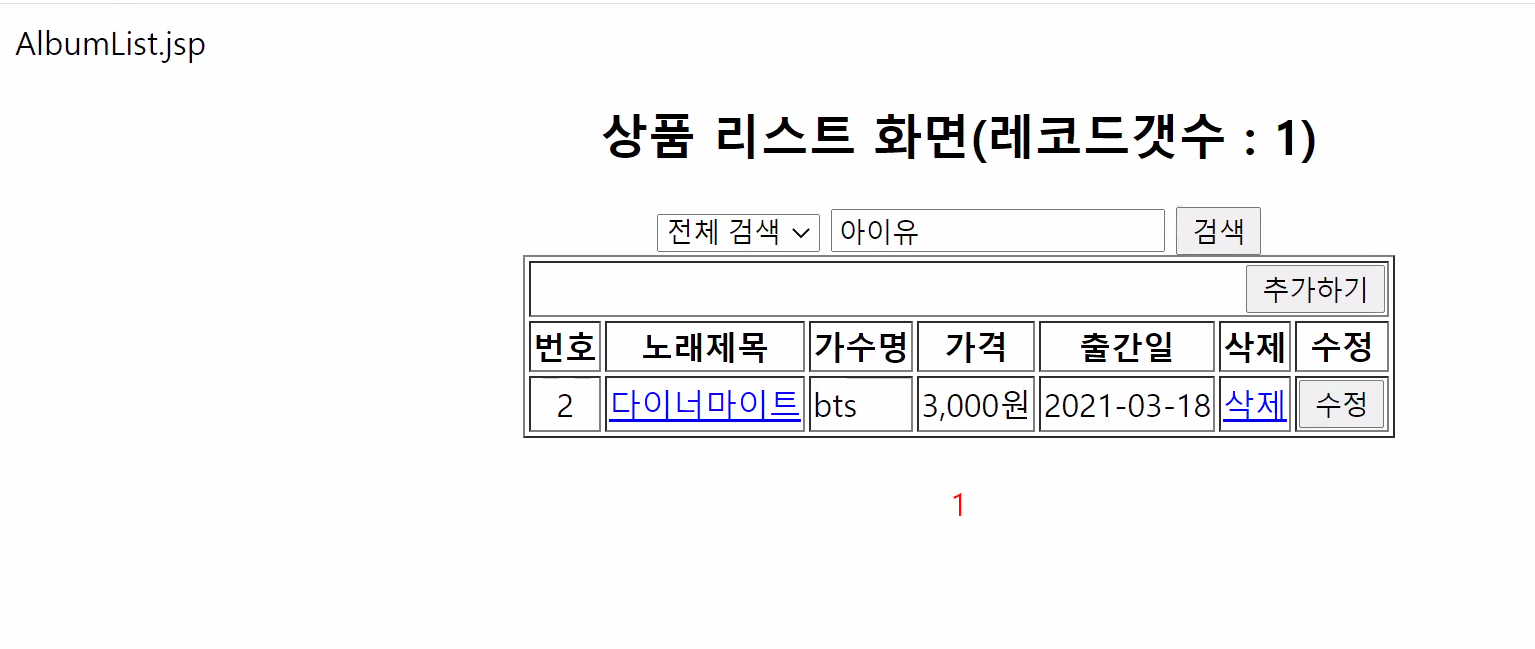 AlbumList.jsp
상품 리스트 화면(레코드갯수 : 1)
전체 검색 아이유 검색
추가하기
번호 노래제목 가수명 가격 출간일 삭제 수정
2 다이너마이트 bts 3,000원 2021-03-18 삭제 수정
1